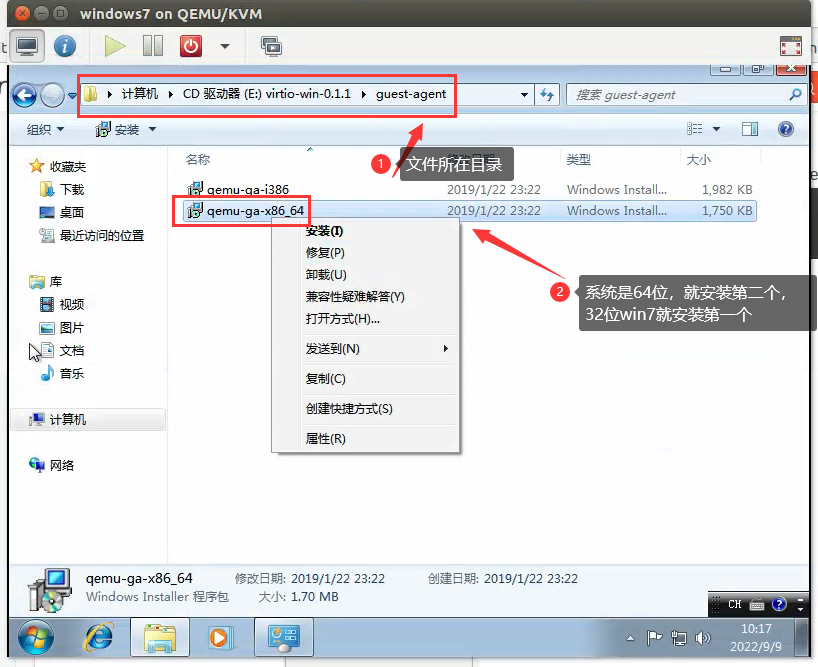 windows7 on QEMU/KVM
计算机 CD 驱动器 (E:) virtio-win-0.1.1 guest-agent
搜索 guest-agent
组织 安装
收藏夹
下载
桌面
最近访问的位置
库
视频
图片
文档
音乐
计算机
网络
名称 类型 大小
1 文件所在目录
qemu-ga-i386 2019/1/22 23:22 Windows Install... 1,982 KB
qemu-ga-x86_64 2019/1/22 23:22 Windows Install... 1,750 KB
安装(I)
修复(P)
卸载(U)
兼容性疑难解答(Y)
打开方式(H)...
发送到(N)
复制(C)
创建快捷方式(S)
属性(R)
2 系统是64位，就安装第二个，
32位win7就安装第一个
qemu-ga-x86_64 修改日期: 2019/1/22 23:22 创建日期: 2019/1/22 23:22
Windows Installer 程序包 大小: 1.70 MB
CH
10:17
2022/9/9